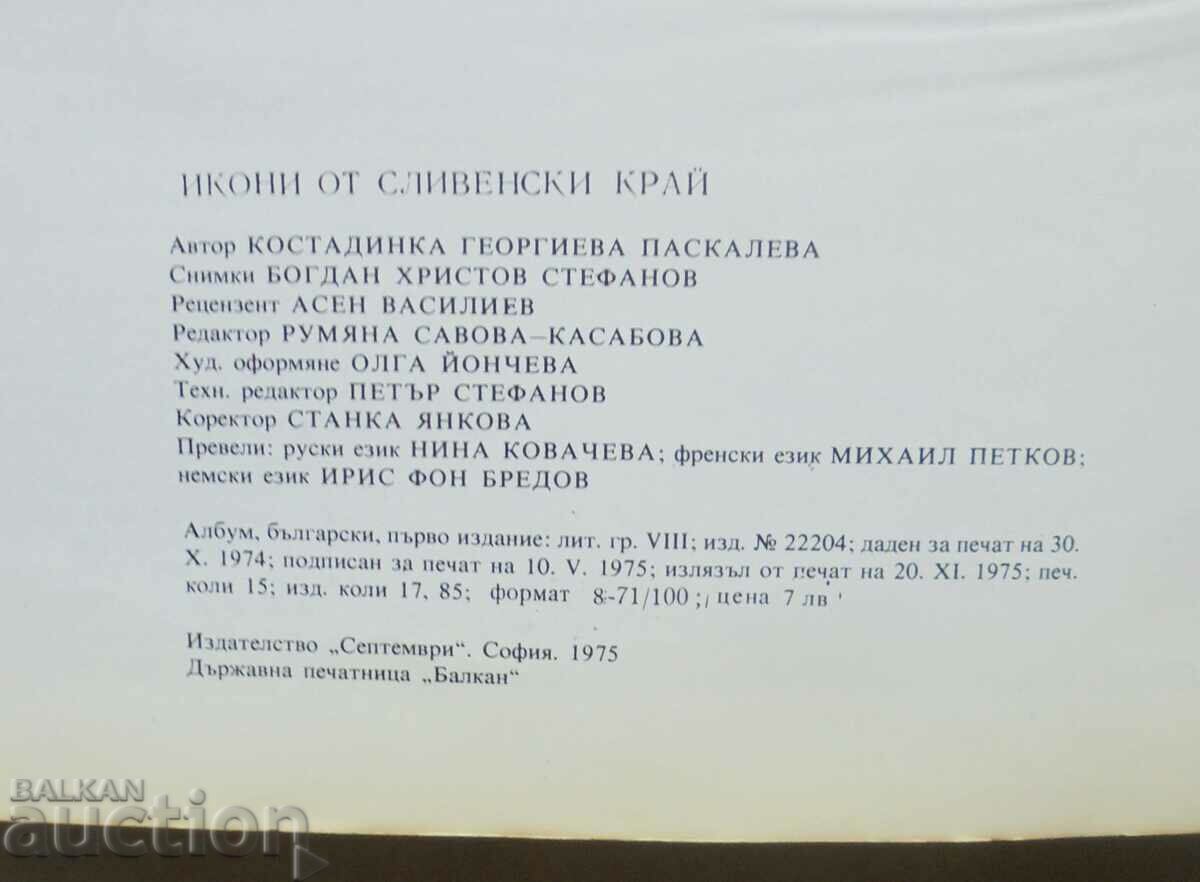 ИКОНИ ОТ СЛИВЕНСКИ КРАЙ
Автор КОСТАДИНКА ГЕОРГИЕВА ПАСКАЛЕВА
Снимки БОГДАН ХРИСТОВ СТЕФАНОВ
Рецензент АСЕН ВАСИЛИЕВ
Редактор РУМЯНА САВОВА–КАСАБОВА
Худ. оформяне ОЛГА ЙОНЧЕВА
Техн. редактор ПЕТЪР СТЕФАНОВ
Коректор СТАНКА ЯНКОВА
Превели: руски език НИНА КОВАЧЕВА; френски език МИХАИЛ ПЕТКОВ;
немски език ИРИС ФОН БРЕДОВ
Албум, български, първо издание: лит. гр. VIII; изд. № 22204; даден за печат на 30.
X. 1974; подписан за печат на 10. V. 1975; излязъл от печат на 20. XI. 1975; печ.
коли 15; изд. коли 17, 85; формат 8-71/100; цена 7 лв
Издателство „Септември“. София. 1975
Държавна печатница „Балкан“
BALKAN
auction